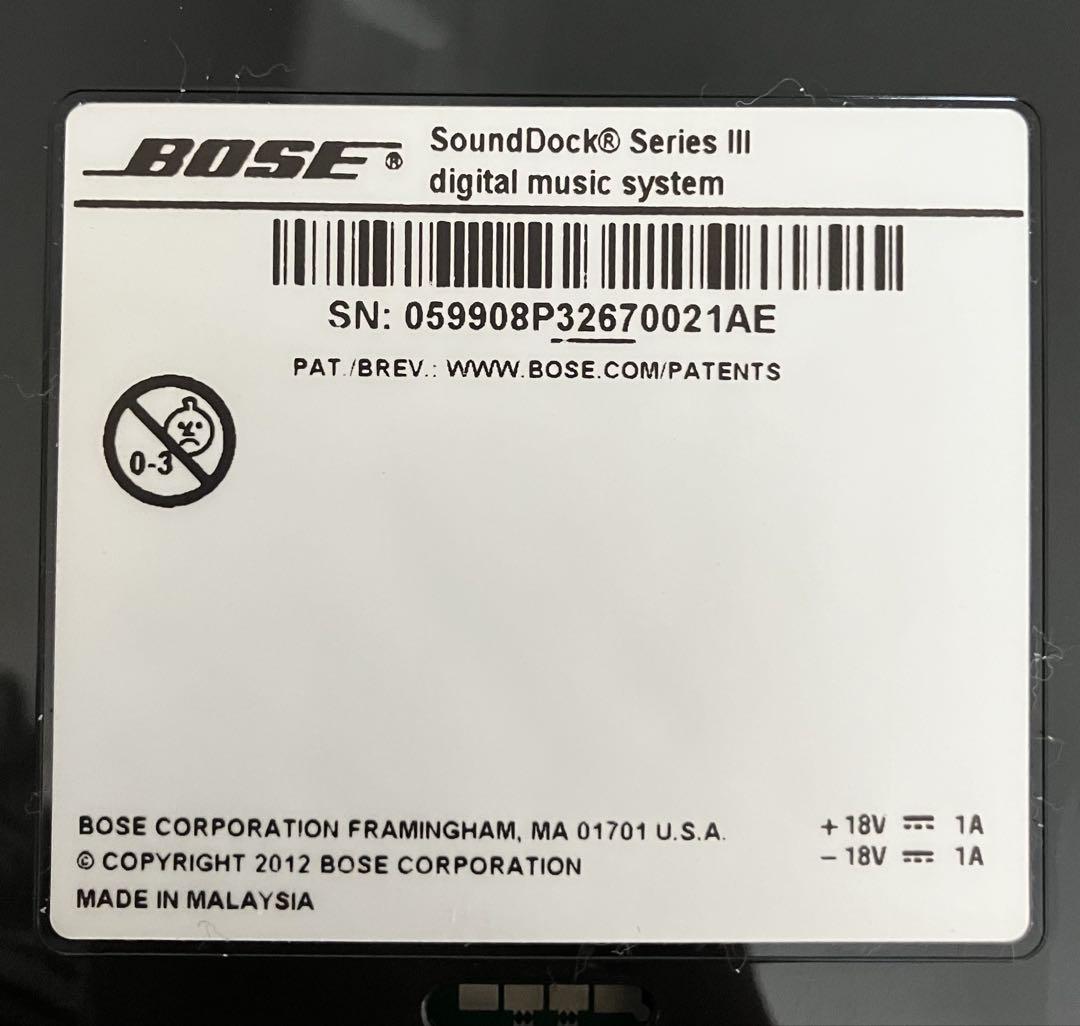 BOSE®
SoundDock® Series III
digital music system
SN: 059908P32670021AE
PAT./BREV.: WWW.BOSE.COM/PATENTS
0-3
BOSE CORPORATION FRAMINGHAM, MA 01701 U.S.A.
© COPYRIGHT 2012 BOSE CORPORATION
MADE IN MALAYSIA
+18V ⎓ 1A
-18V ⎓ 1A